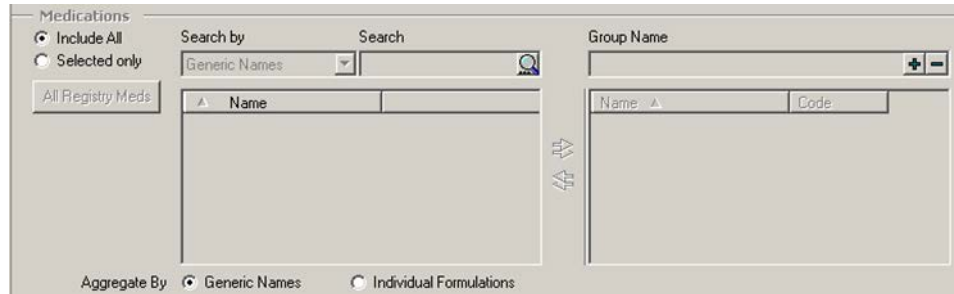 Medications
Include All
Selected only
All Registry Meds
Search by
Search
Generic Names
Name
Group Name
Name
Code
Aggregate By
Generic Names
Individual Formulations